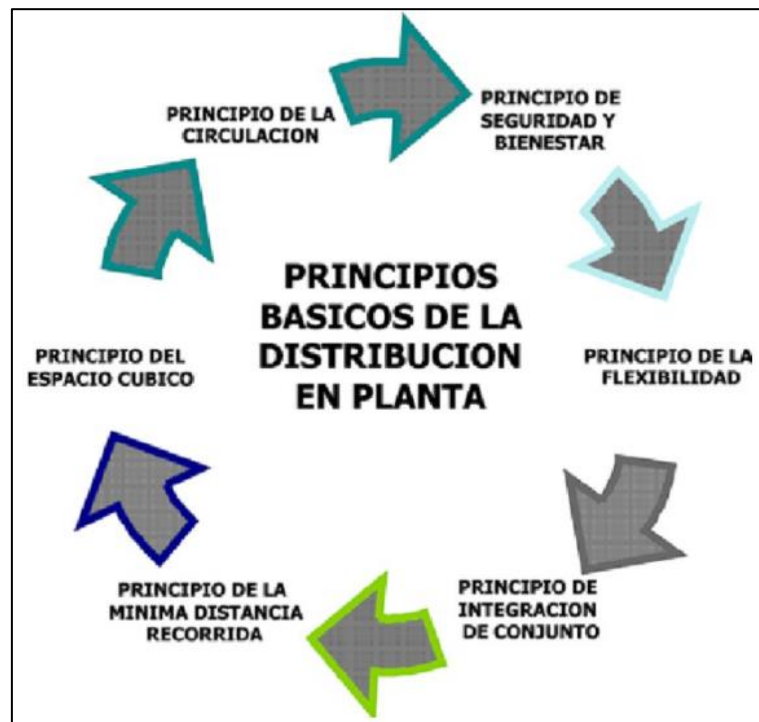 PRINCIPIO DE LA
CIRCULACION
PRINCIPIO DE
SEGURIDAD Y
BIENESTAR
PRINCIPIOS
BASICOS DE LA
DISTRIBUCION
EN PLANTA
PRINCIPIO DEL
ESPACIO CUBICO
PRINCIPIO DE LA
FLEXIBILIDAD
PRINCIPIO DE LA
MINIMA DISTANCIA
RECORRIDA
PRINCIPIO DE
INTEGRACION
DE CONJUNTO